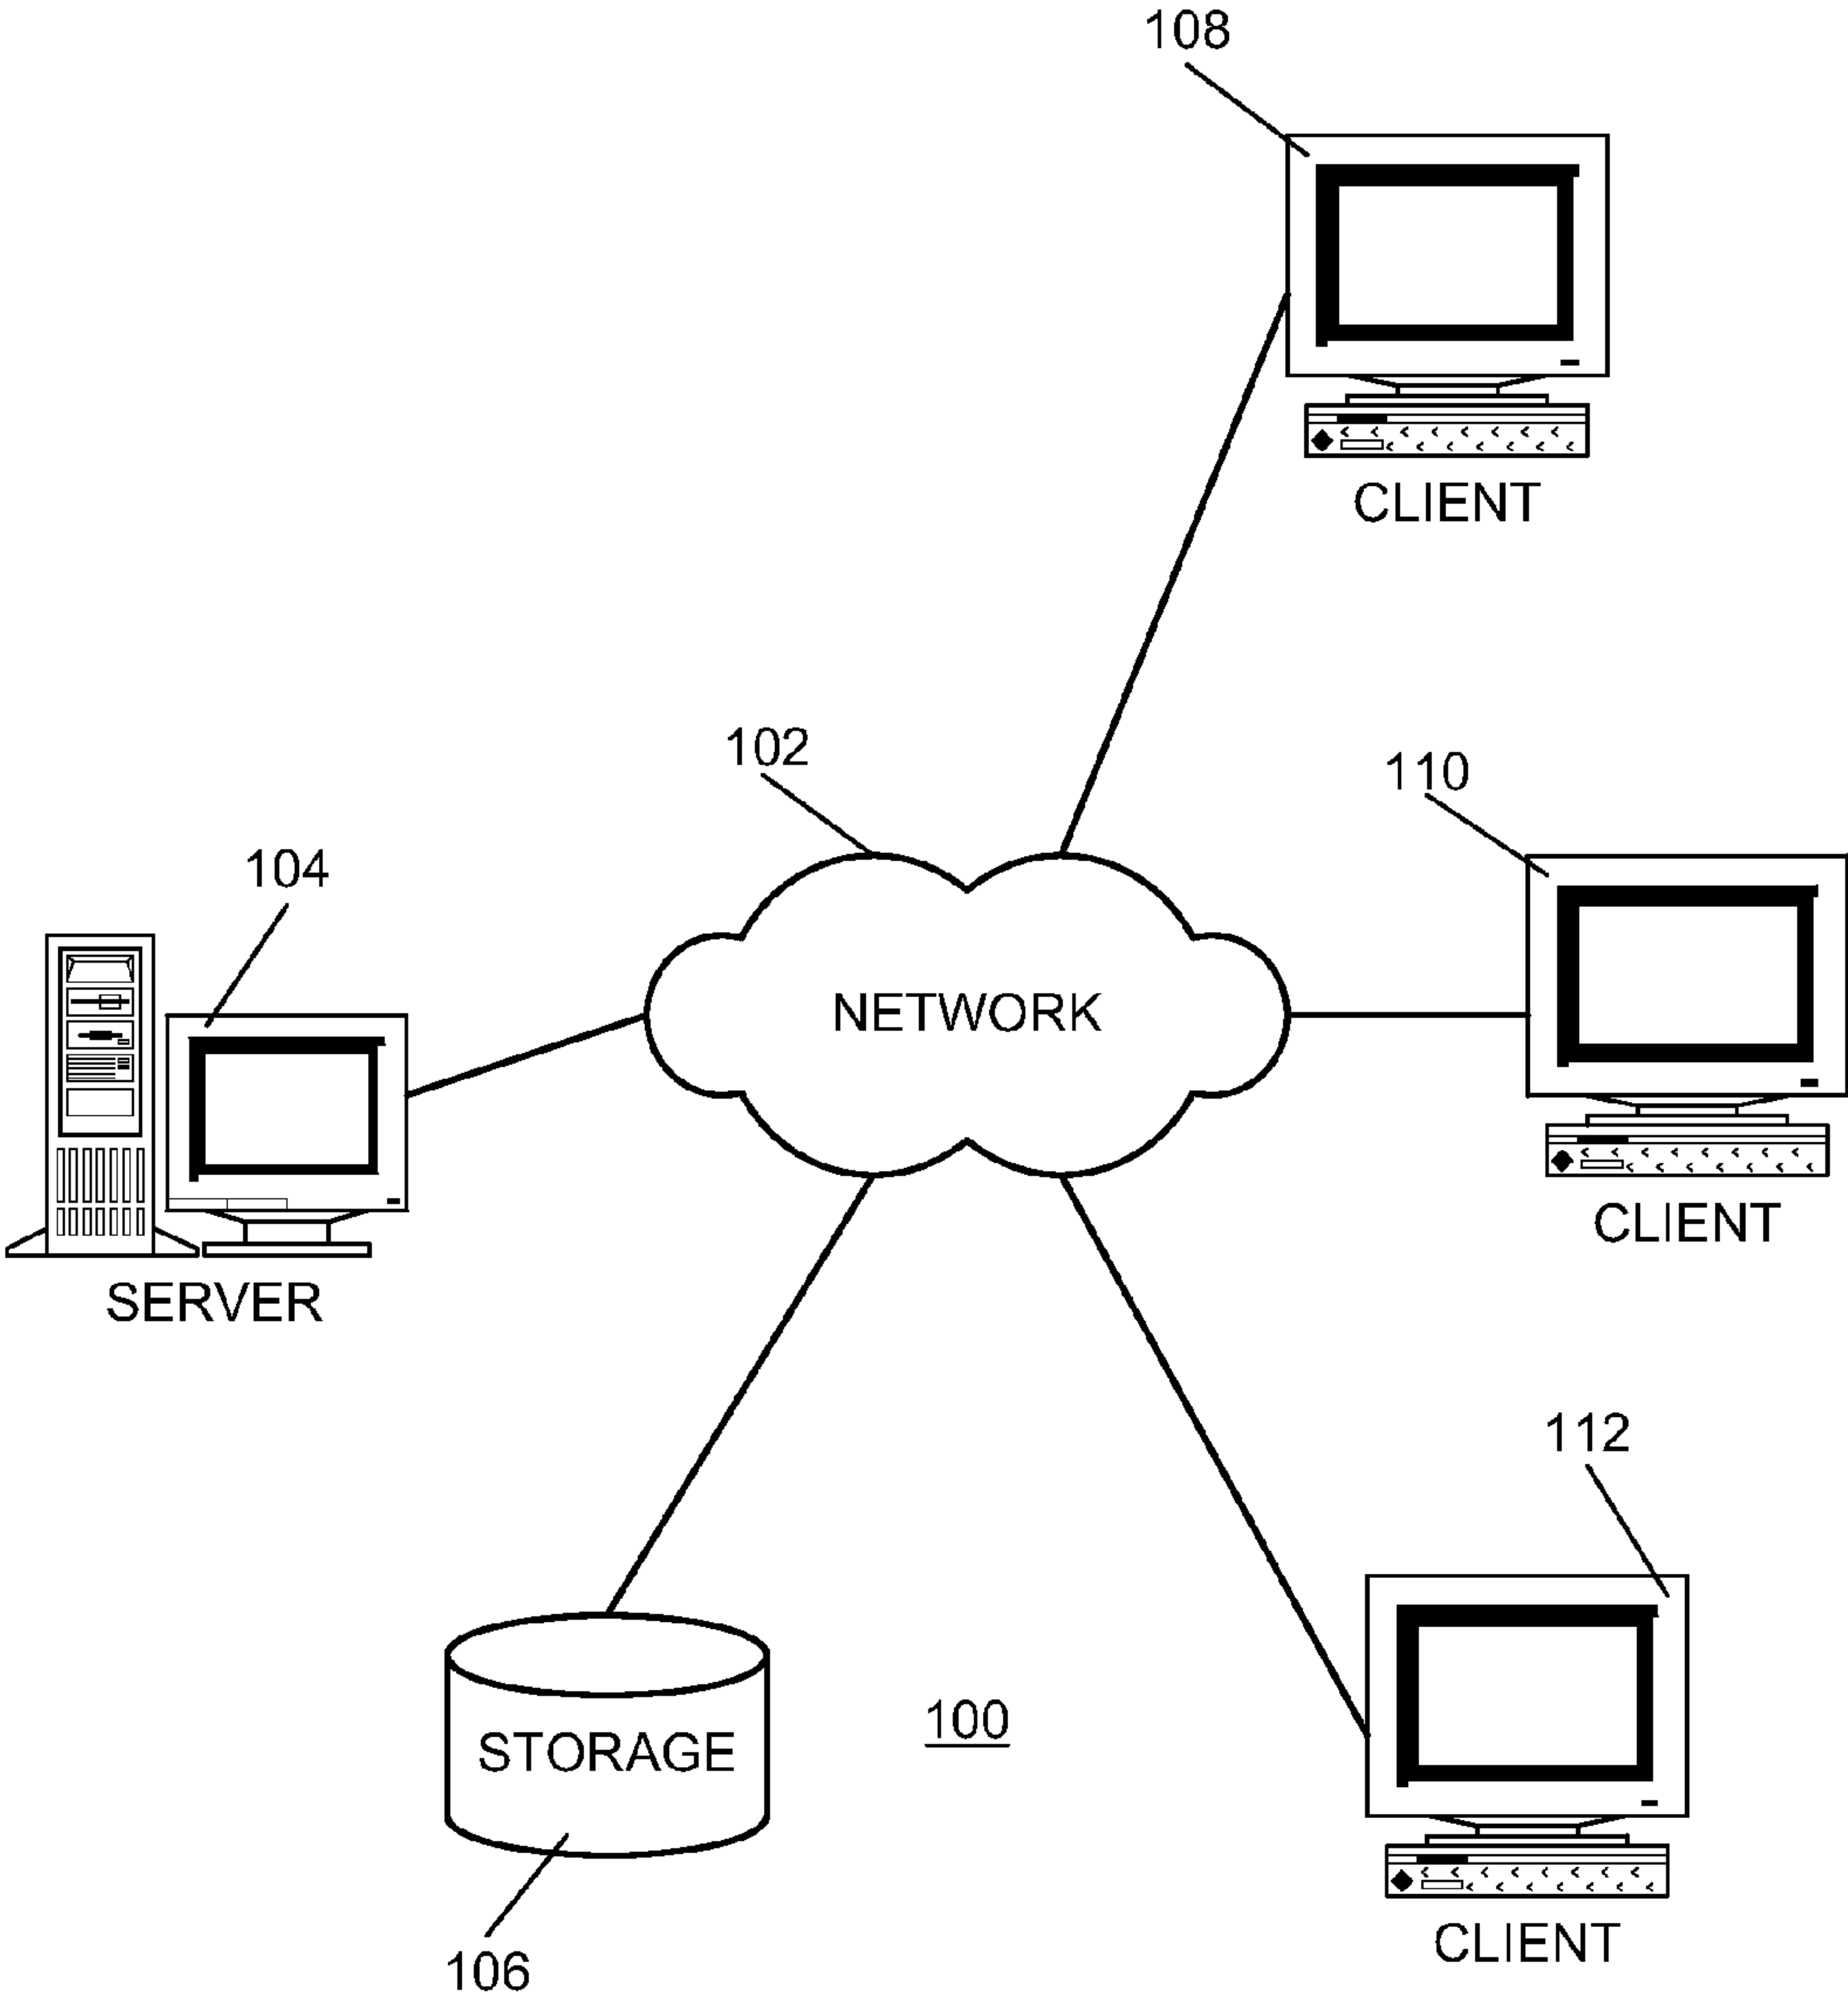 108
CLIENT
102
110
104
NETWORK
CLIENT
SERVER
112
STORAGE
100
106
CLIENT